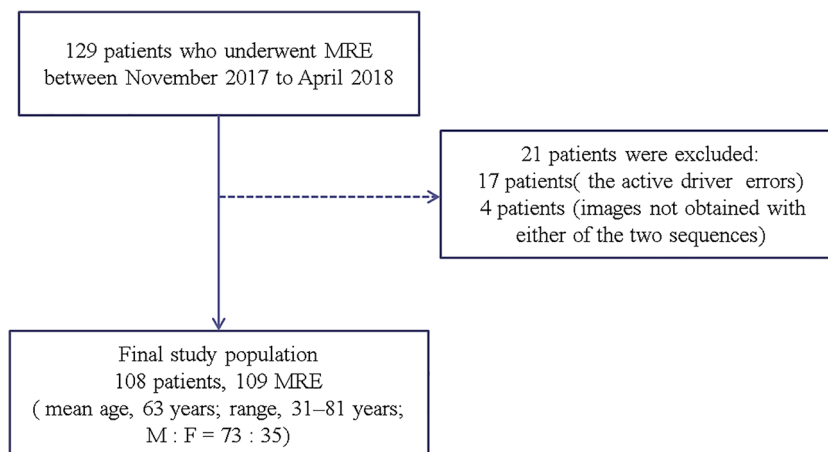 129 patients who underwent MRE
between November 2017 to April 2018
21 patients were excluded:
17 patients( the active driver errors)
4 patients (images not obtained with
either of the two sequences)
Final study population
108 patients, 109 MRE
( mean age, 63 years; range, 31–81 years;
M : F = 73 : 35)